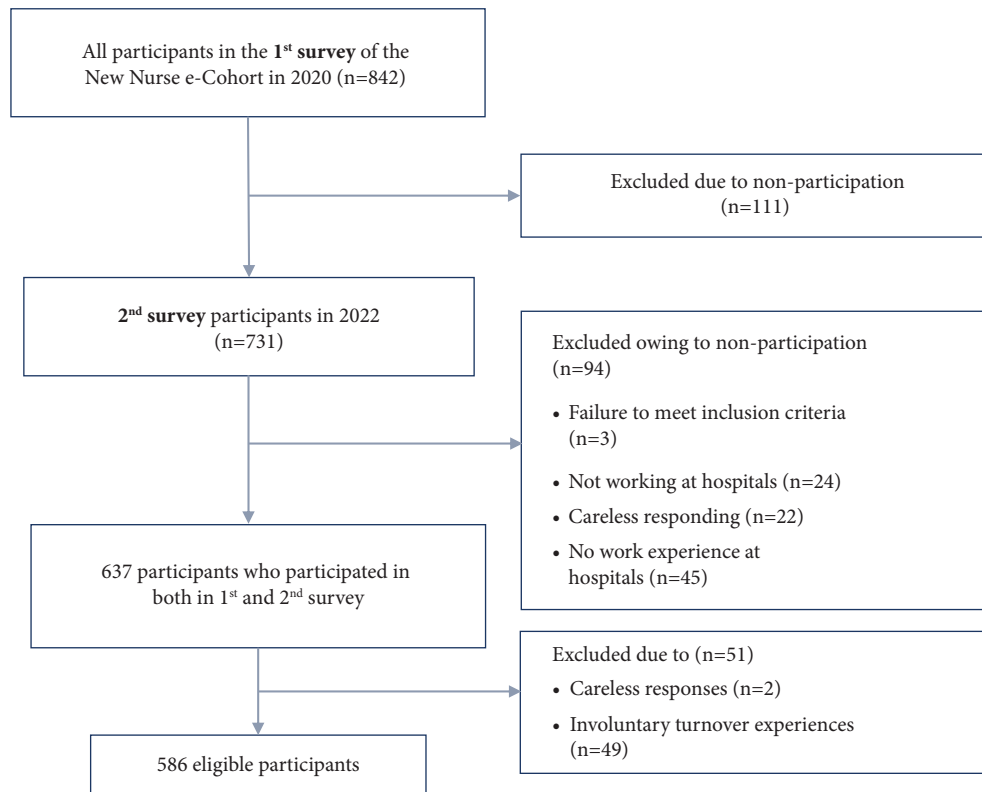 All participants in the 1st survey of the
New Nurse e-Cohort in 2020 (n=842)
Excluded due to non-participation
(n=111)
2nd survey participants in 2022
(n=731)
Excluded owing to non-participation
(n=94)
• Failure to meet inclusion criteria
(n=3)
• Not working at hospitals (n=24)
• Careless responding (n=22)
• No work experience at
hospitals (n=45)
637 participants who participated in
both in 1st and 2nd survey
Excluded due to (n=51)
• Careless responses (n=2)
• Involuntary turnover experiences
(n=49)
586 eligible participants